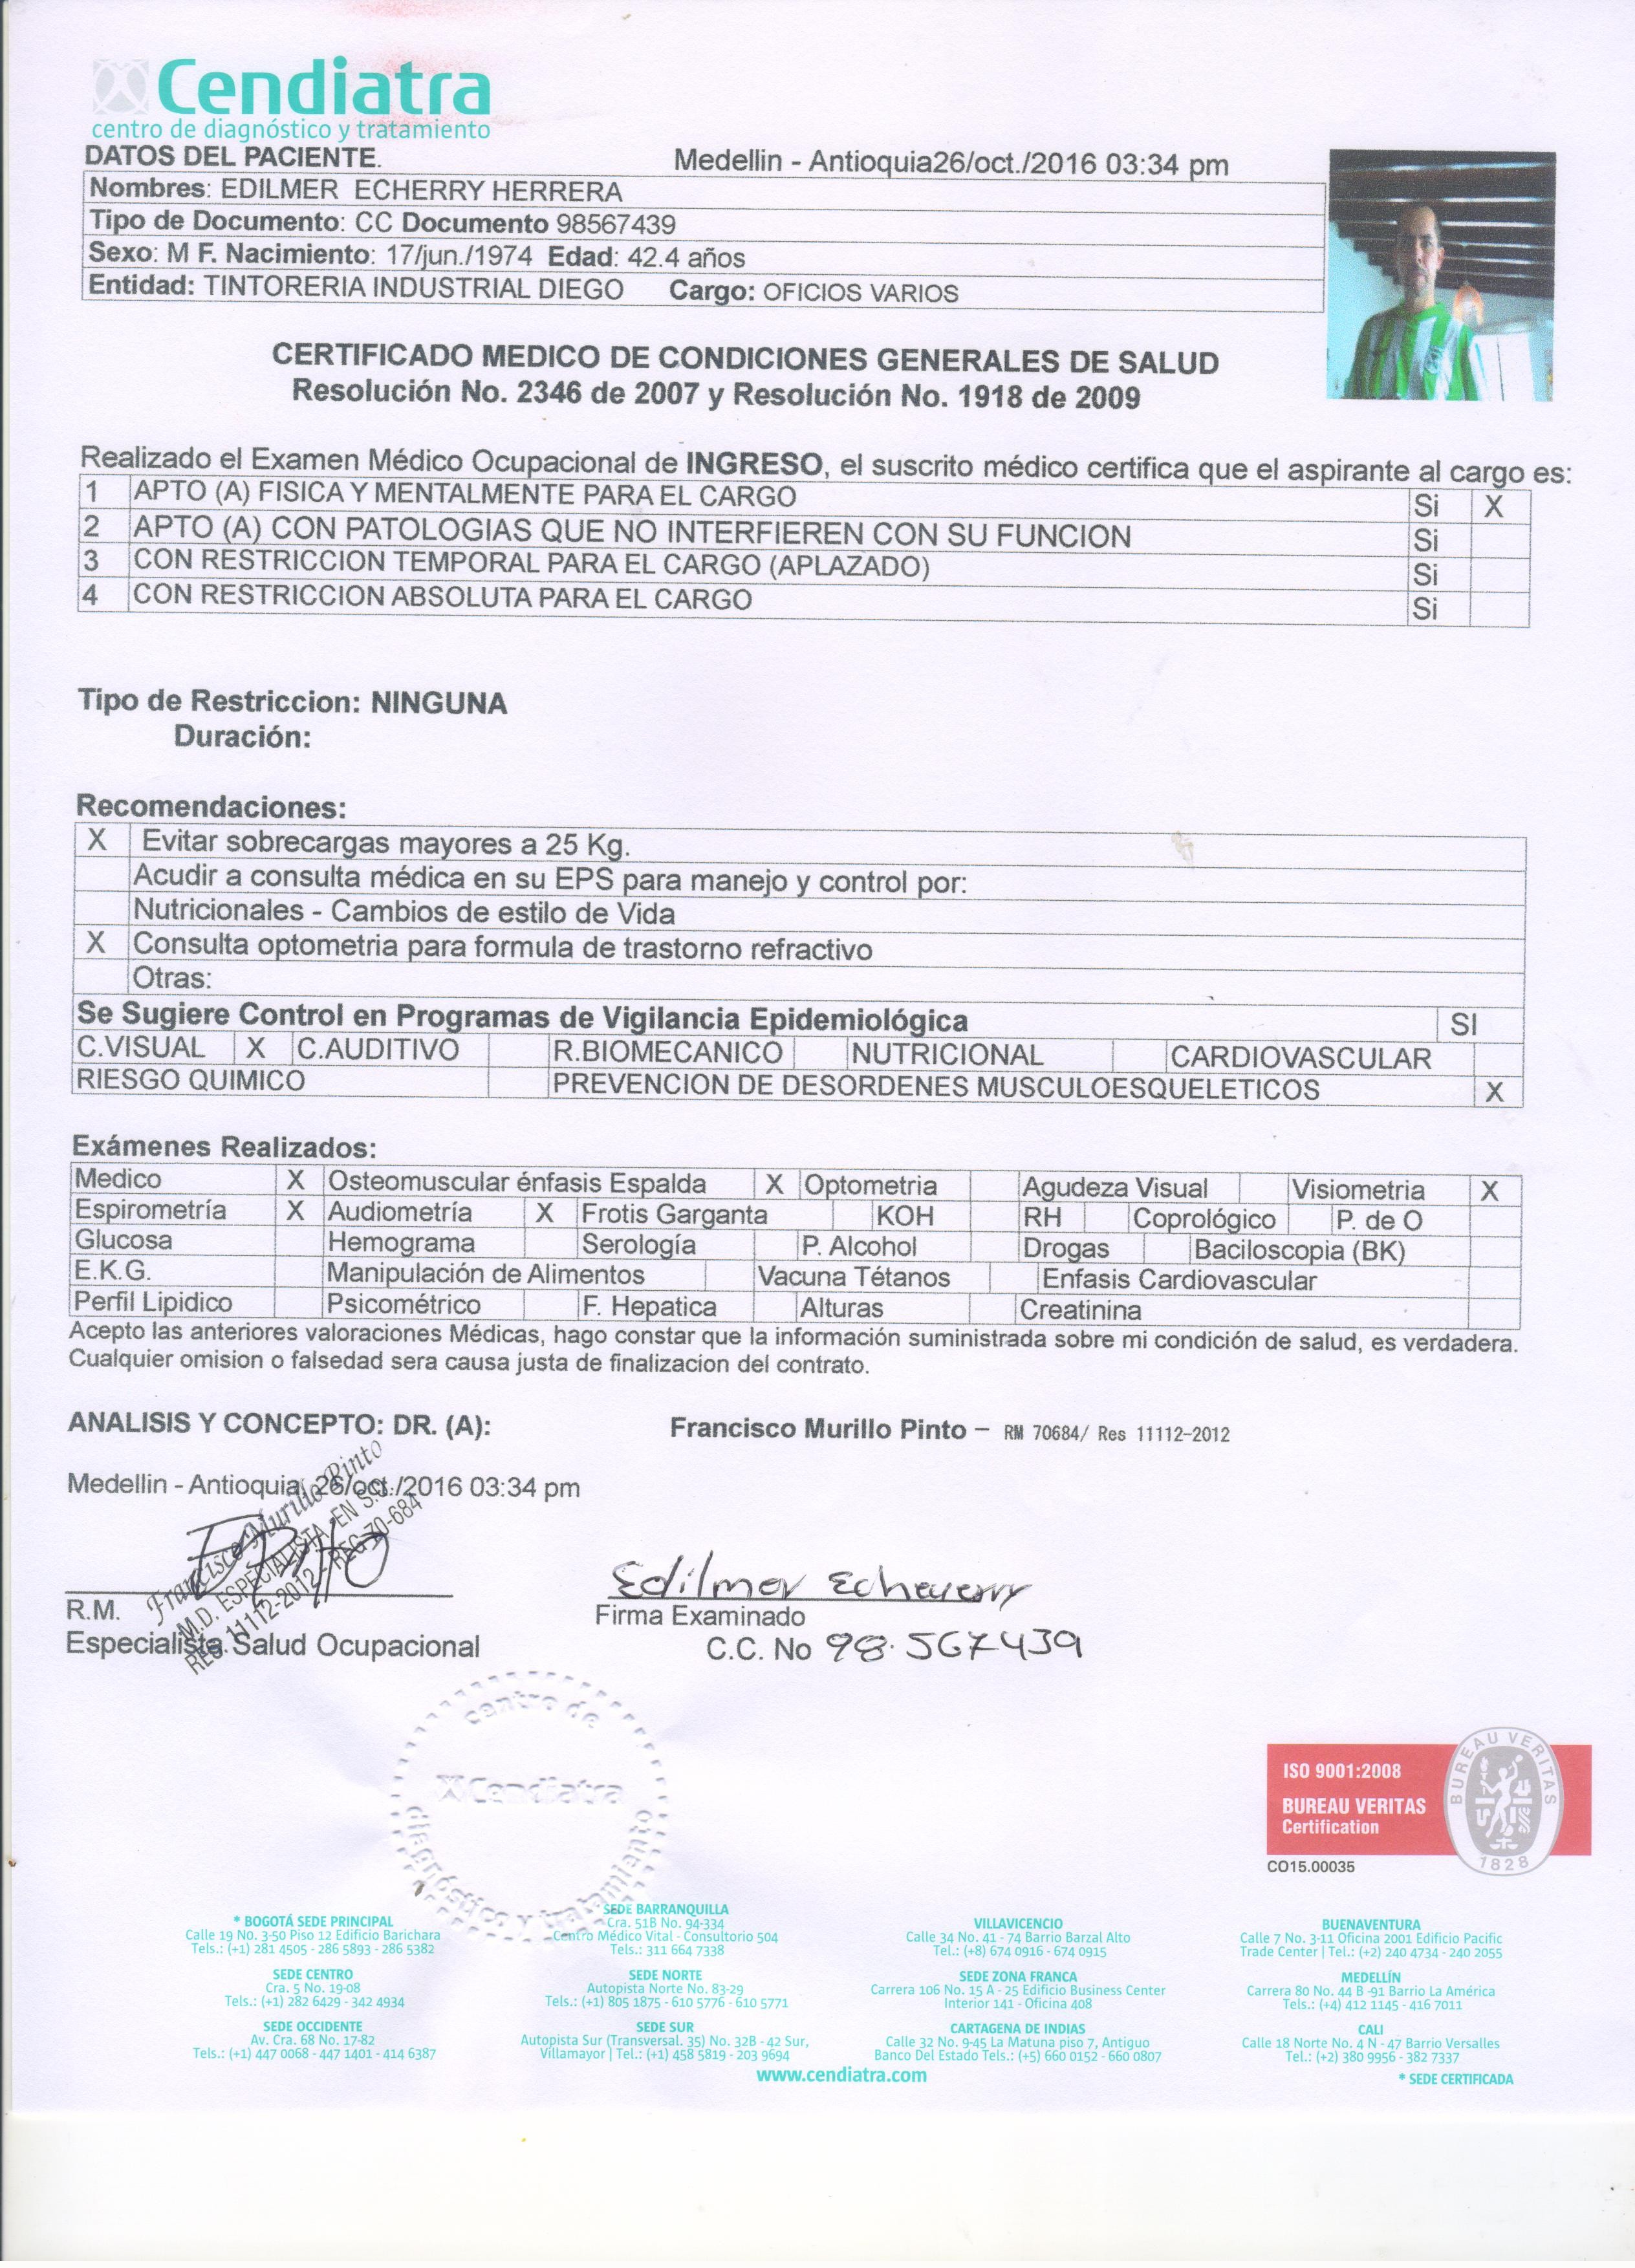 Cendiatra
centro de diagnóstico y tratamiento
DATOS DEL PACIENTE.
Medellin - Antioquia26/oct./2016 03:34 pm
Nombres: EDILMER ECHERRY HERRERA
Tipo de Documento: CC Documento 98567439
Sexo: M F. Nacimiento: 17/jun./1974 Edad: 42.4 años
Entidad: TINTORERIA INDUSTRIAL DIEGO Cargo: OFICIOS VARIOS
CERTIFICADO MEDICO DE CONDICIONES GENERALES DE SALUD
Resolución No. 2346 de 2007 y Resolución No. 1918 de 2009
Realizado el Examen Médico Ocupacional de INGRESO, el suscrito médico certifica que el aspirante al cargo es:
1 APTO (A) FISICA Y MENTALMENTE PARA EL CARGO Si X
2 APTO (A) CON PATOLOGIAS QUE NO INTERFIEREN CON SU FUNCION Si
3 CON RESTRICCION TEMPORAL PARA EL CARGO (APLAZADO) Si
4 CON RESTRICCION ABSOLUTA PARA EL CARGO Si
Tipo de Restriccion: NINGUNA
Duración:
Recomendaciones:
X Evitar sobrecargas mayores a 25 Kg.
Acudir a consulta médica en su EPS para manejo y control por:
Nutricionales - Cambios de estilo de Vida
X Consulta optometria para formula de trastorno refractivo
Otras:
Se Sugiere Control en Programas de Vigilancia Epidemiológica SI
C.VISUAL X C.AUDITIVO R.BIOMECANICO NUTRICIONAL CARDIOVASCULAR
RIESGO QUIMICO PREVENCION DE DESORDENES MUSCULOESQUELETICOS X
Exámenes Realizados:
Medico X Osteomuscular énfasis Espalda X Optometria Agudeza Visual Visiometria X
Espirometría X Audiometría X Frotis Garganta KOH RH Coprológico P. de O
Glucosa Hemograma Serología P. Alcohol Drogas Baciloscopia (BK)
E.K.G. Manipulación de Alimentos Vacuna Tétanos Enfasis Cardiovascular
Perfil Lipidico Psicométrico F. Hepatica Alturas Creatinina
Acepto las anteriores valoraciones Médicas, hago constar que la información suministrada sobre mi condición de salud, es verdadera.
Cualquier omision o falsedad sera causa justa de finalizacion del contrato.
ANALISIS Y CONCEPTO: DR. (A): Francisco Murillo Pinto – RM 70684/ Res 11112-2012
Medellin - Antioquia, 26/oct./2016 03:34 pm
Francisco Murillo Pinto
M.D. ESPECIALISTA EN S.O.
RES. 11112-2012 - REG 70-684
Edilmer Echeverry
R.M.
Firma Examinado
Especialista Salud Ocupacional
C.C. No 98.567439
centro de
Cendiatra
diagnóstico y tratamiento
ISO 9001:2008
BUREAU VERITAS
Certification
BUREAU VERITAS
1828
CO15.00035
* BOGOTÁ SEDE PRINCIPAL
Calle 19 No. 3-50 Piso 12 Edificio Barichara
Tels.: (+1) 281 4505 - 286 5893 - 286 5382
SEDE CENTRO
Cra. 5 No. 19-08
Tels.: (+1) 282 6429 - 342 4934
SEDE OCCIDENTE
Av. Cra. 68 No. 17-82
Tels.: (+1) 447 0068 - 447 1401 - 414 6387
SEDE BARRANQUILLA
Cra. 51B No. 94-334
Centro Médico Vital - Consultorio 504
Tels.: 311 664 7338
SEDE NORTE
Autopista Norte No. 83-29
Tels.: (+1) 805 1875 - 610 5776 - 610 5771
SEDE SUR
Autopista Sur (Transversal. 35) No. 32B - 42 Sur,
Villamayor | Tel.: (+1) 458 5819 - 203 9694
VILLAVICENCIO
Calle 34 No. 41 - 74 Barrio Barzal Alto
Tel.: (+8) 674 0916 - 674 0915
SEDE ZONA FRANCA
Carrera 106 No. 15 A - 25 Edificio Business Center
Interior 141 - Oficina 408
CARTAGENA DE INDIAS
Calle 32 No. 9-45 La Matuna piso 7, Antiguo
Banco Del Estado Tels.: (+5) 660 0152 - 660 0807
BUENAVENTURA
Calle 7 No. 3-11 Oficina 2001 Edificio Pacific
Trade Center | Tel.: (+2) 240 4734 - 240 2055
MEDELLÍN
Carrera 80 No. 44 B -91 Barrio La América
Tels.: (+4) 412 1145 - 416 7011
CALI
Calle 18 Norte No. 4 N - 47 Barrio Versalles
Tel.: (+2) 380 9956 - 382 7337
www.cendiatra.com
* SEDE CERTIFICADA